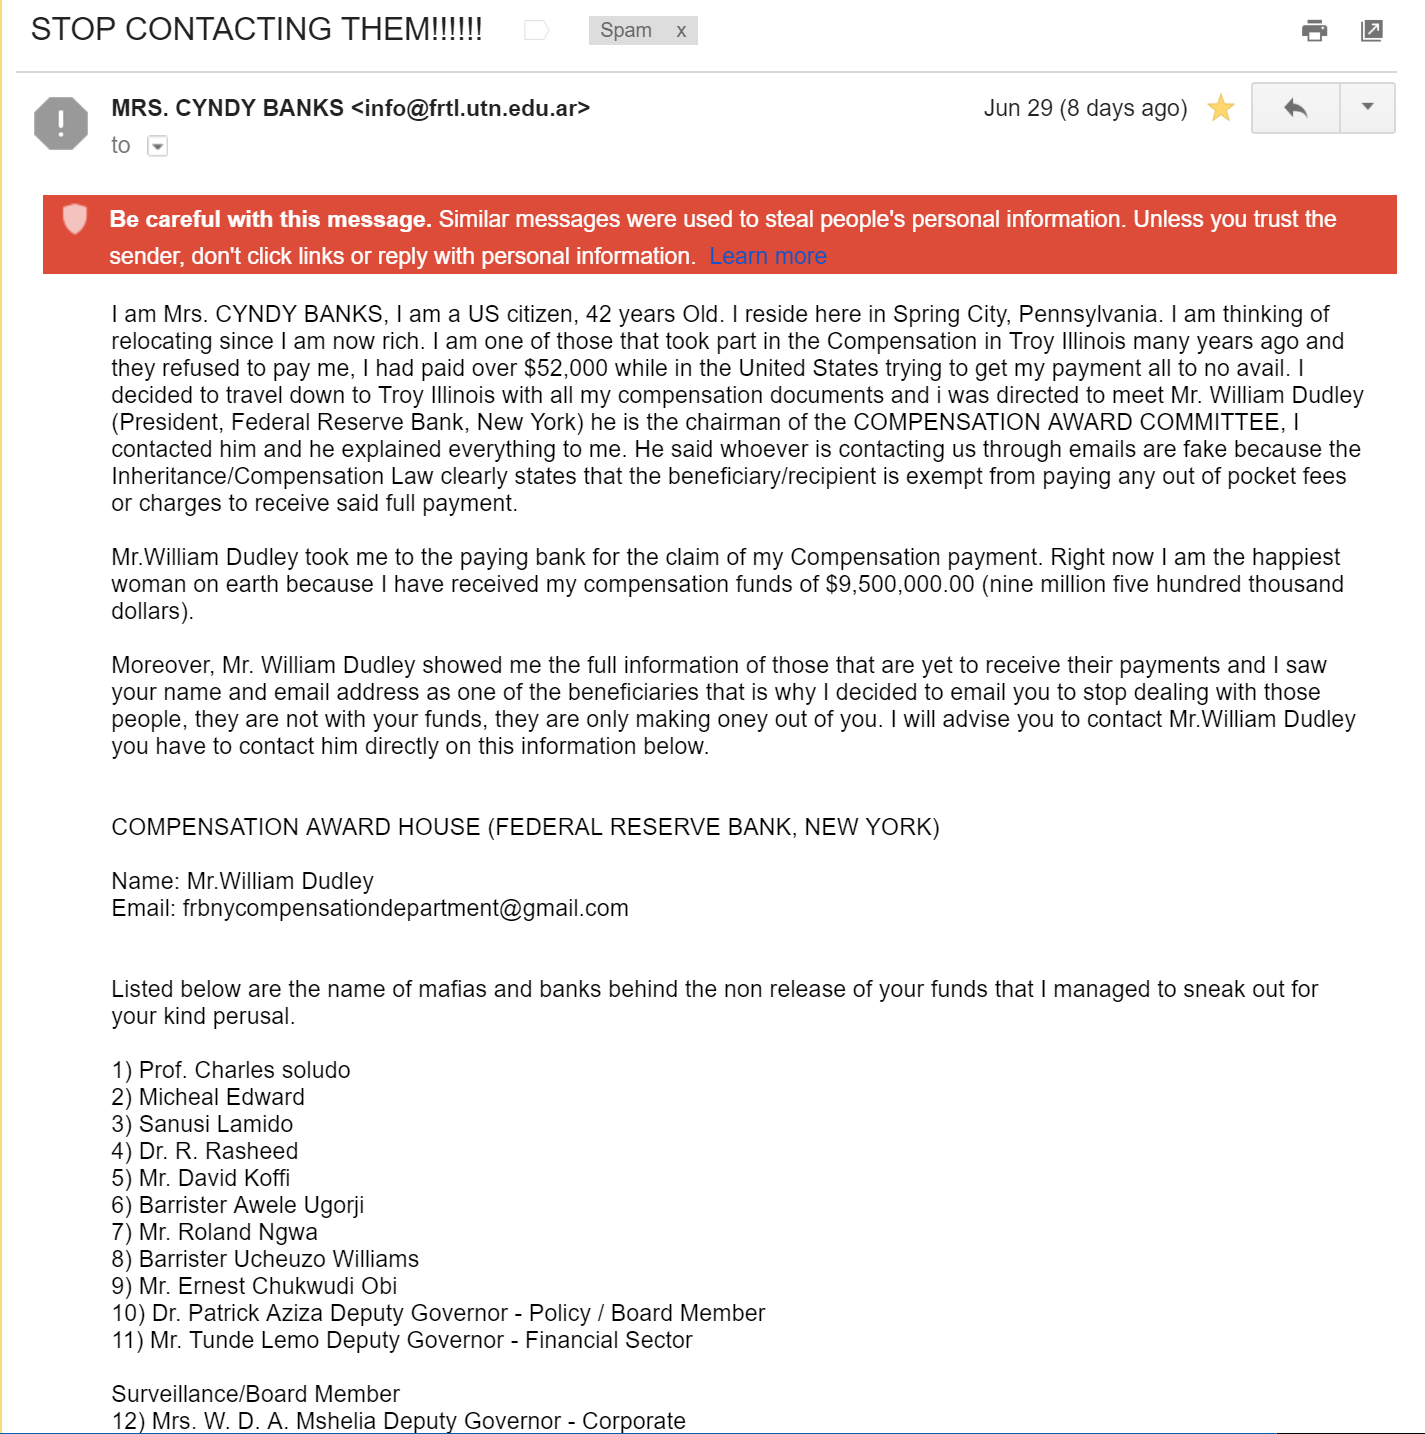 STOP CONTACTING THEM!!!!!!
Spam x
MRS. CYNDY BANKS <info@frtl.utn.edu.ar>
Jun 29 (8 days ago)
to
Be careful with this message. Similar messages were used to steal people's personal information. Unless you trust the
sender, don't click links or reply with personal information. Learn more
I am Mrs. CYNDY BANKS, I am a US citizen, 42 years Old. I reside here in Spring City, Pennsylvania. I am thinking of
relocating since I am now rich. I am one of those that took part in the Compensation in Troy Illinois many years ago and
they refused to pay me, I had paid over $52,000 while in the United States trying to get my payment all to no avail. I
decided to travel down to Troy Illinois with all my compensation documents and i was directed to meet Mr. William Dudley
(President, Federal Reserve Bank, New York) he is the chairman of the COMPENSATION AWARD COMMITTEE, I
contacted him and he explained everything to me. He said whoever is contacting us through emails are fake because the
Inheritance/Compensation Law clearly states that the beneficiary/recipient is exempt from paying any out of pocket fees
or charges to receive said full payment.
Mr.William Dudley took me to the paying bank for the claim of my Compensation payment. Right now I am the happiest
woman on earth because I have received my compensation funds of $9,500,000.00 (nine million five hundred thousand
dollars).
Moreover, Mr. William Dudley showed me the full information of those that are yet to receive their payments and I saw
your name and email address as one of the beneficiaries that is why I decided to email you to stop dealing with those
people, they are not with your funds, they are only making oney out of you. I will advise you to contact Mr.William Dudley
you have to contact him directly on this information below.
COMPENSATION AWARD HOUSE (FEDERAL RESERVE BANK, NEW YORK)
Name: Mr.William Dudley
Email: frbnycompensationdepartment@gmail.com
Listed below are the name of mafias and banks behind the non release of your funds that I managed to sneak out for
your kind perusal.
1) Prof. Charles soludo
2) Micheal Edward
3) Sanusi Lamido
4) Dr. R. Rasheed
5) Mr. David Koffi
6) Barrister Awele Ugorji
7) Mr. Roland Ngwa
8) Barrister Ucheuzo Williams
9) Mr. Ernest Chukwudi Obi
10) Dr. Patrick Aziza Deputy Governor - Policy / Board Member
11) Mr. Tunde Lemo Deputy Governor - Financial Sector
Surveillance/Board Member
12) Mrs. W. D. A. Mshelia Deputy Governor - Corporate